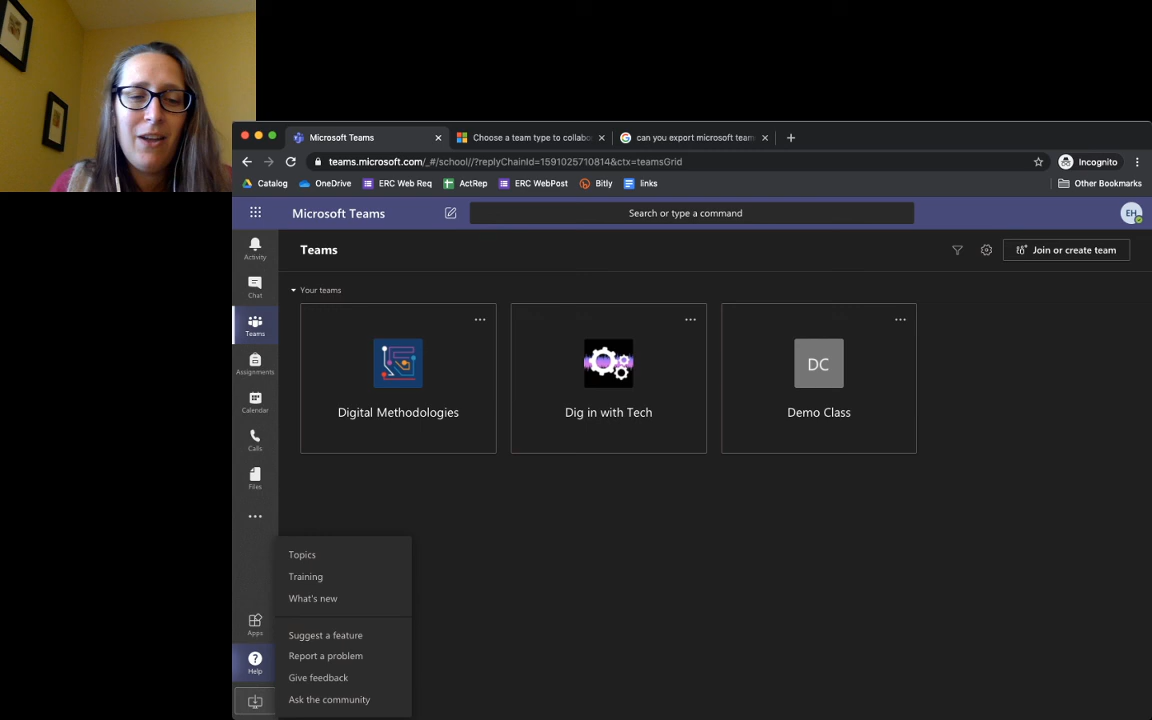 Microsoft Teams
Choose a team type to collabo
can you export microsoft team
teams.microsoft.com/_#/school//?replyChainId=1591025710814&ctx=teamsGrid
Incognito
Catalog
OneDrive
ERC Web Req
ActRep
ERC WebPost
Bitly
links
Other Bookmarks
Microsoft Teams
Search or type a command
EH
Activity
Teams
Join or create team
Chat
Your teams
Teams
Assignments
DC
Digital Methodologies
Dig in with Tech
Demo Class
Calendar
Calls
Files
Topics
Training
What's new
Apps
Suggest a feature
Report a problem
Help
Give feedback
Ask the community